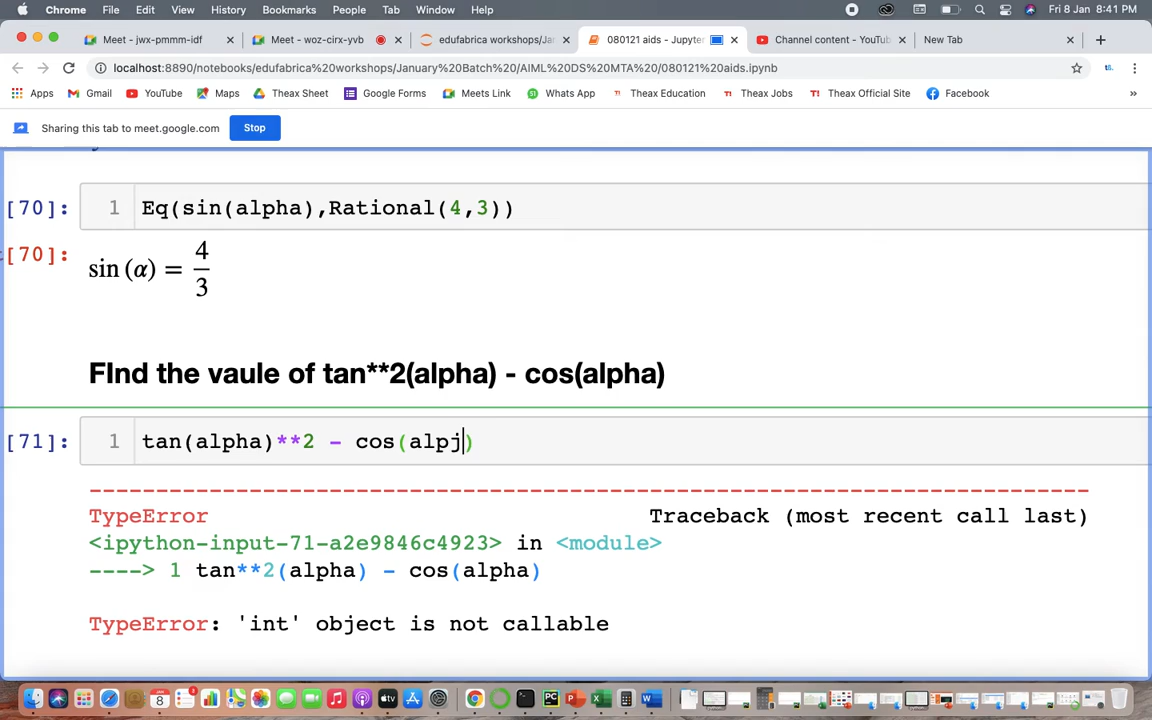 Chrome File Edit View History Bookmarks People Tab Window Help Fri 8 Jan 8:41 PM
Meet - jwx-pmmm-idf × Meet - woz-cirx-yvb × edufabrica workshops/Jan × 080121 aids - Jupyter × Channel content - YouTub × New Tab × +
localhost:8890/notebooks/edufabrica%20workshops/January%20Batch%20/AIML%20DS%20MTA%20/080121%20aids.ipynb
Apps Gmail YouTube Maps Theax Sheet Google Forms Meets Link Whats App Theax Education Theax Jobs Theax Official Site Facebook »
Sharing this tab to meet.google.com Stop
[70]: 1 Eq(sin(alpha),Rational(4,3))
t[70]: sin (α) = 4/3
FInd the vaule of tan**2(alpha) - cos(alpha)
[71]: 1 tan(alpha)**2 - cos(alpj)
---------------------------------------------------------------------------
TypeError Traceback (most recent call last)
<ipython-input-71-a2e9846c4923> in <module>
----> 1 tan**2(alpha) - cos(alpha)
TypeError: 'int' object is not callable